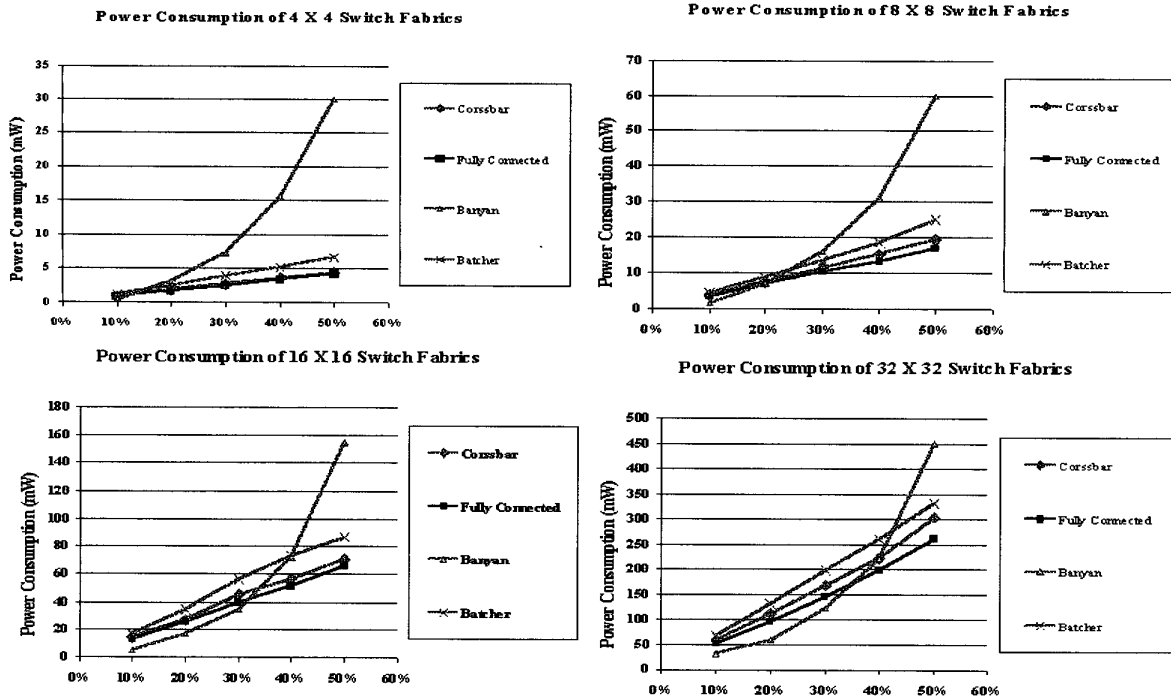 Power Consumption of 4 X 4 Switch Fabrics
Power Consumption (mW)
35
30
25
20
15
10
5
0
0% 10% 20% 30% 40% 50% 60%
Corssbar
Fully Connected
Banyan
Batcher
Power Consumption of 8 X 8 Switch Fabrics
Power Consumption (mW)
70
60
50
40
30
20
10
0
0% 10% 20% 30% 40% 50% 60%
Corssbar
Fully Connected
Banyan
Batcher
Power Consumption of 16 X 16 Switch Fabrics
Power Consumption (mW)
180
160
140
120
100
80
60
40
20
0
0% 10% 20% 30% 40% 50% 60%
Corssbar
Fully Connected
Banyan
Batcher
Power Consumption of 32 X 32 Switch Fabrics
Power Consumption (mW)
500
450
400
350
300
250
200
150
100
50
0
0% 10% 20% 30% 40% 50% 60%
Corssbar
Fully Connected
Banyan
Batcher